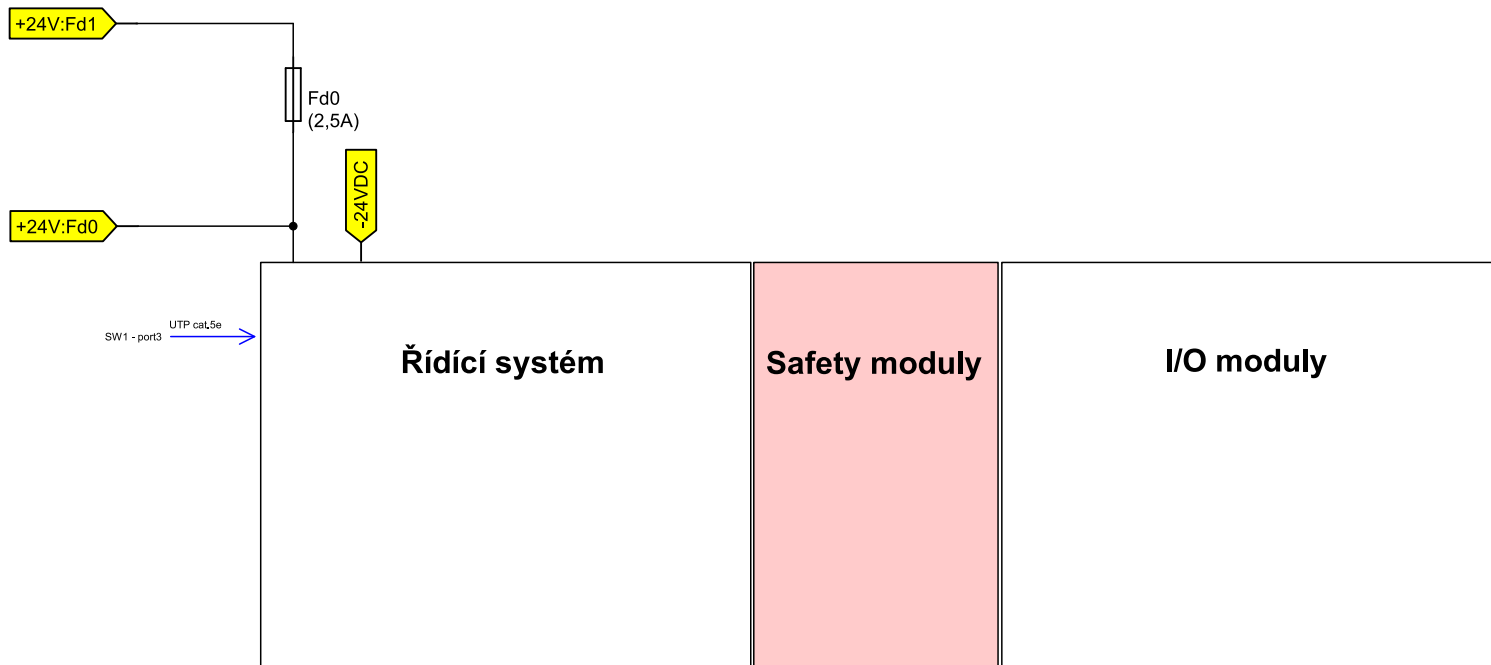 +24V:Fd1
Fd0
(2,5A)
-24VDC
+24V:Fd0
UTP cat.5e
SW1 - port3
Řídící systém
Safety moduly
I/O moduly